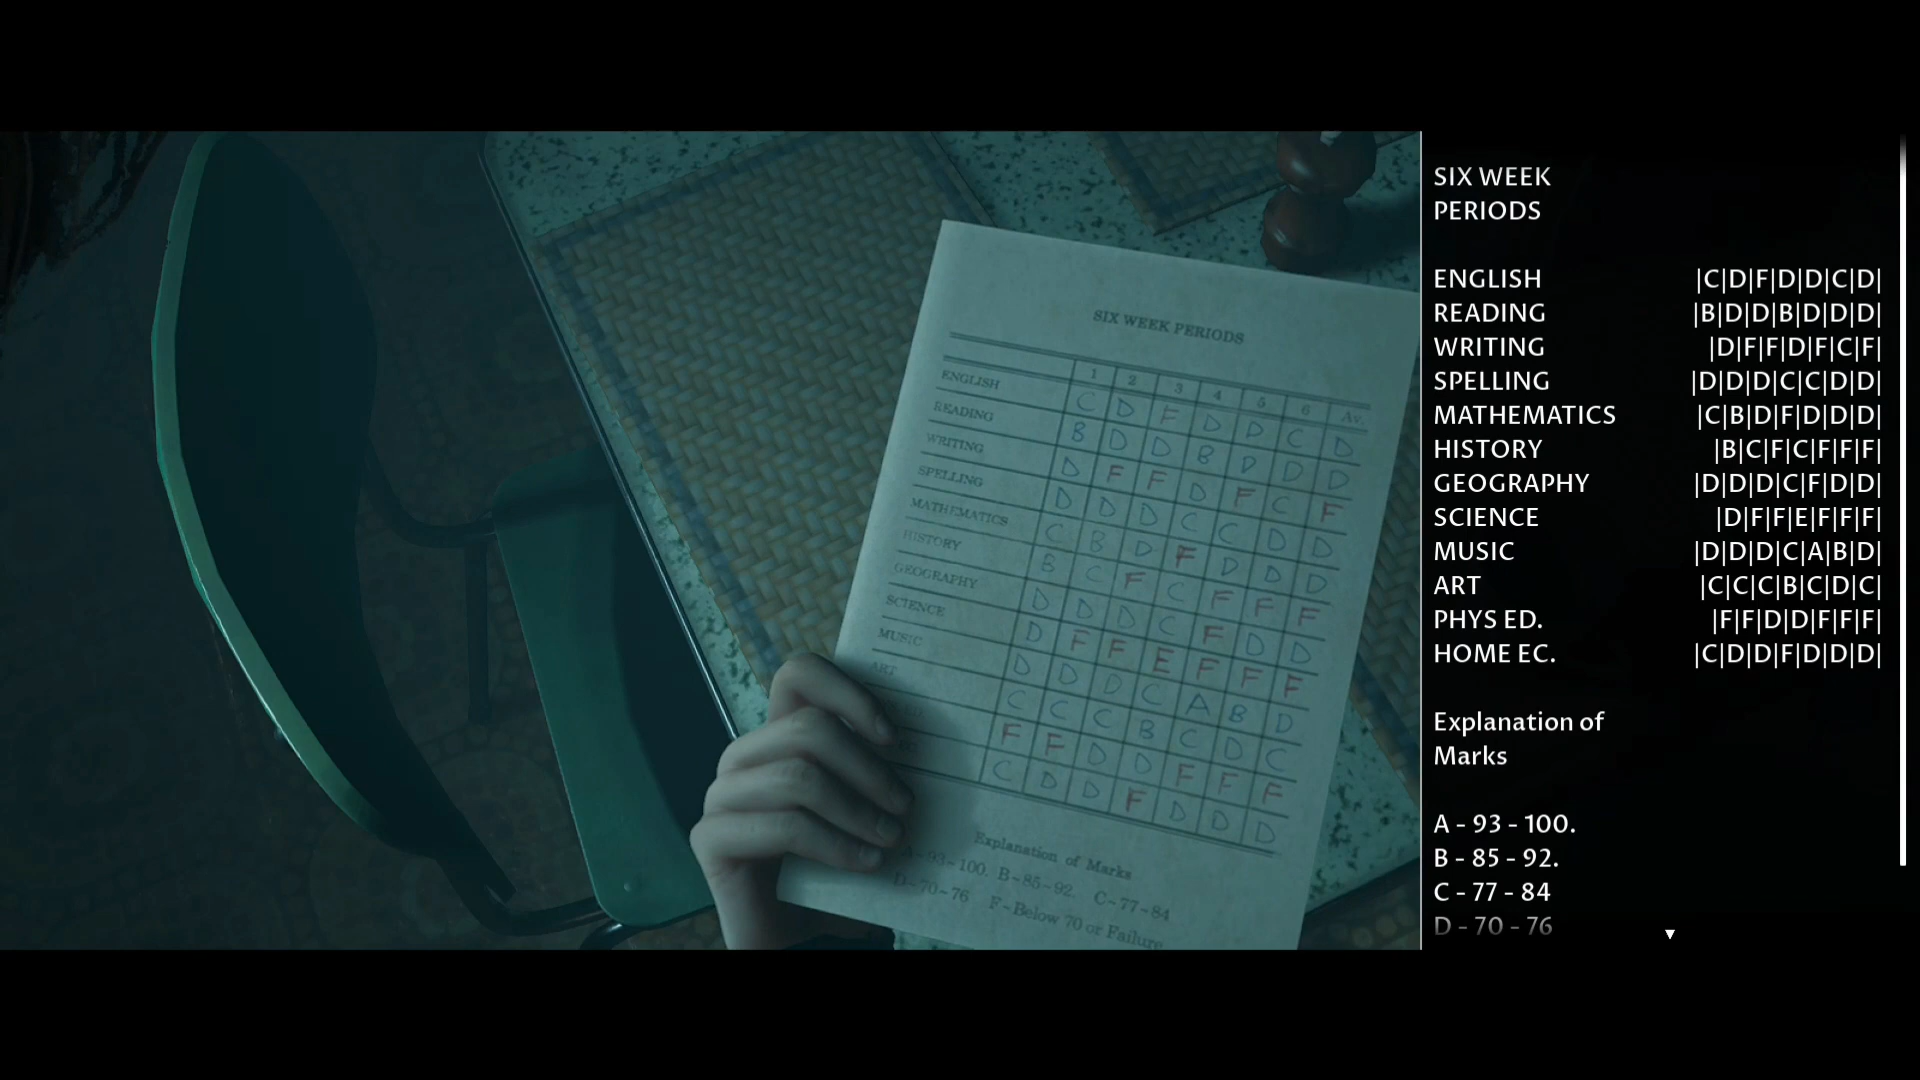 SIX WEEK PERIODS
1 2 3 4 5 6 Av.
ENGLISH C D F D D C D
READING B D D B D D D
WRITING D F F D F C F
SPELLING D D D C C D D
MATHEMATICS C B D F D D D
HISTORY B C F C F F F
GEOGRAPHY D D D C F D D
SCIENCE D F F E F F F
MUSIC D D D C A B D
ART C C C B C D C
F F D D F F F
C D D F D D D
Explanation of Marks
A-93-100. B-85-92. C-77-84
D-70-76 F-Below 70 or Failure
SIX WEEK
PERIODS
ENGLISH |C|D|F|D|D|C|D|
READING |B|D|D|B|D|D|D|
WRITING |D|F|F|D|F|C|F|
SPELLING |D|D|D|C|C|D|D|
MATHEMATICS |C|B|D|F|D|D|D|
HISTORY |B|C|F|C|F|F|F|
GEOGRAPHY |D|D|D|C|F|D|D|
SCIENCE |D|F|F|E|F|F|F|
MUSIC |D|D|D|C|A|B|D|
ART |C|C|C|B|C|D|C|
PHYS ED. |F|F|D|D|F|F|F|
HOME EC. |C|D|D|F|D|D|D|
Explanation of
Marks
A - 93 - 100.
B - 85 - 92.
C - 77 - 84
D - 70 - 76